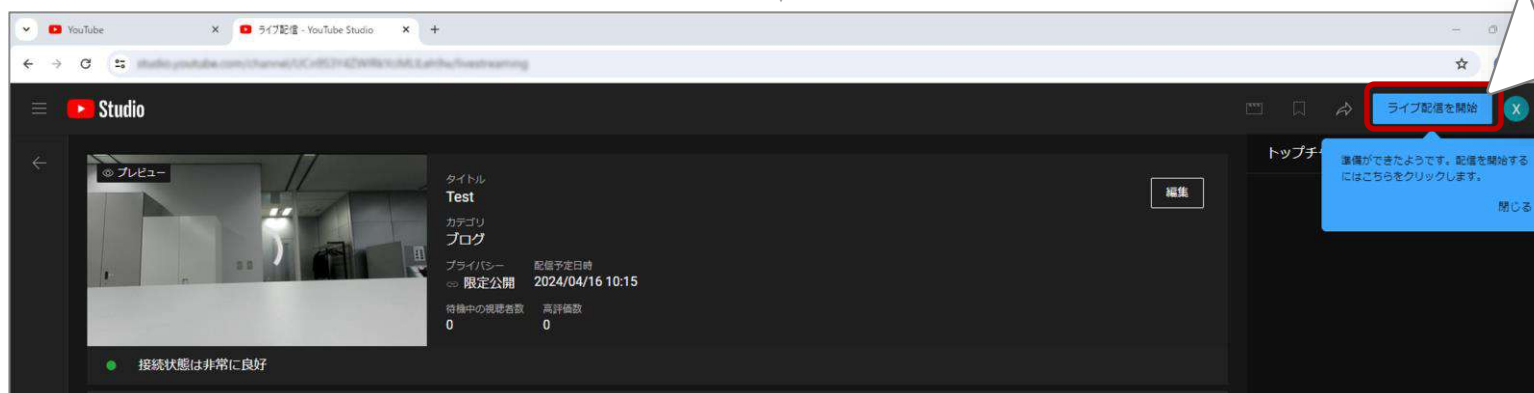 YouTube
ライブ配信 - YouTube Studio
Studio
ライブ配信を開始
X
プレビュー
タイトル
Test
編集
カテゴリ
ブログ
プライバシー 配信予定日時
限定公開 2024/04/16 10:15
待機中の視聴者数 高評価数
0 0
接続状態は非常に良好
トップチ
準備ができたようです。配信を開始する
にはこちらをクリックします。
閉じる